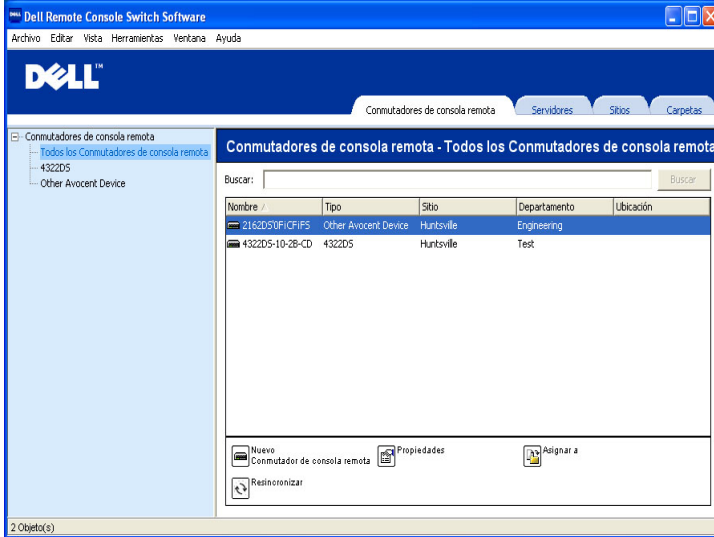 Dell Remote Console Switch Software
Archivo Editar Vista Herramientas Ventana Ayuda
DELL™
Conmutadores de consola remota Servidores Sitios Carpetas
Conmutadores de consola remota
Todos los Conmutadores de consola remota
4322DS
Other Avocent Device
Conmutadores de consola remota - Todos los Conmutadores de consola remota
Buscar: Buscar
Nombre Tipo Sitio Departamento Ubicación
Other Avocent Device Huntsville Engineering
4322DS-10-2B-CD 4322DS Huntsville Test
Nuevo
Conmutador de consola remota
Propiedades
Asignar a
Resincronizar
2 Objeto(s)